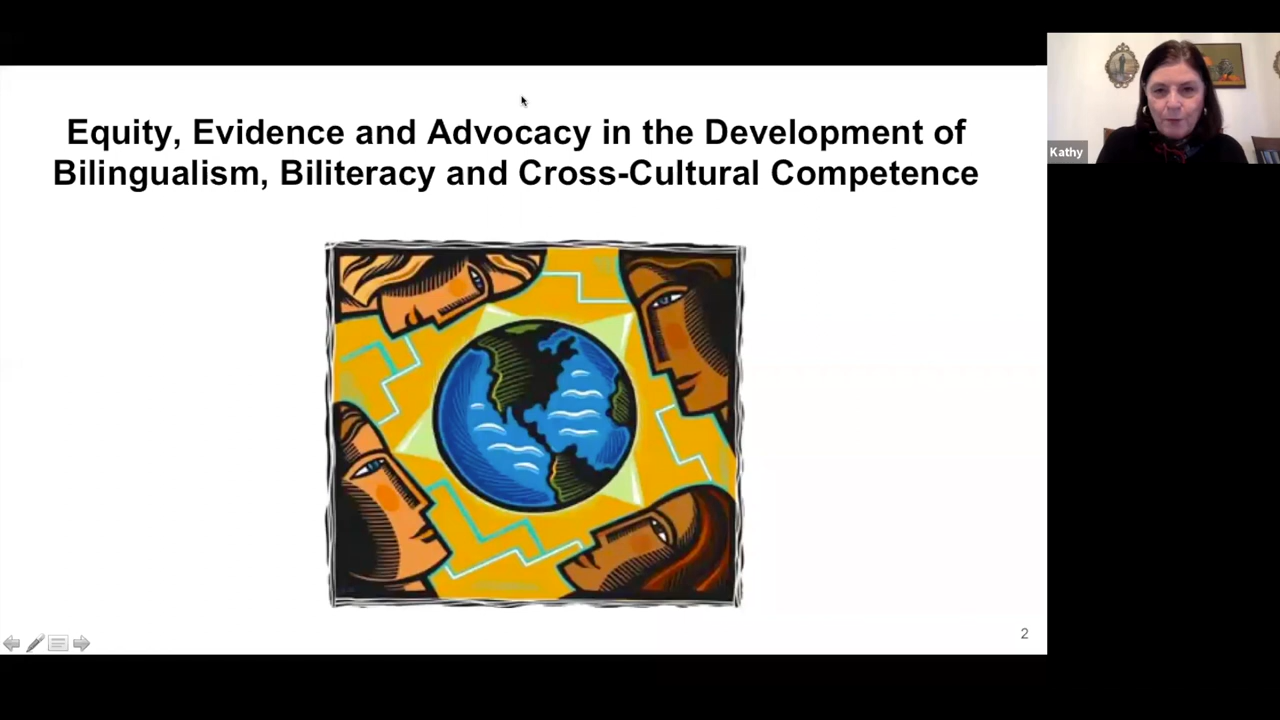 Equity, Evidence and Advocacy in the Development of
Bilingualism, Biliteracy and Cross-Cultural Competence
Kathy
2